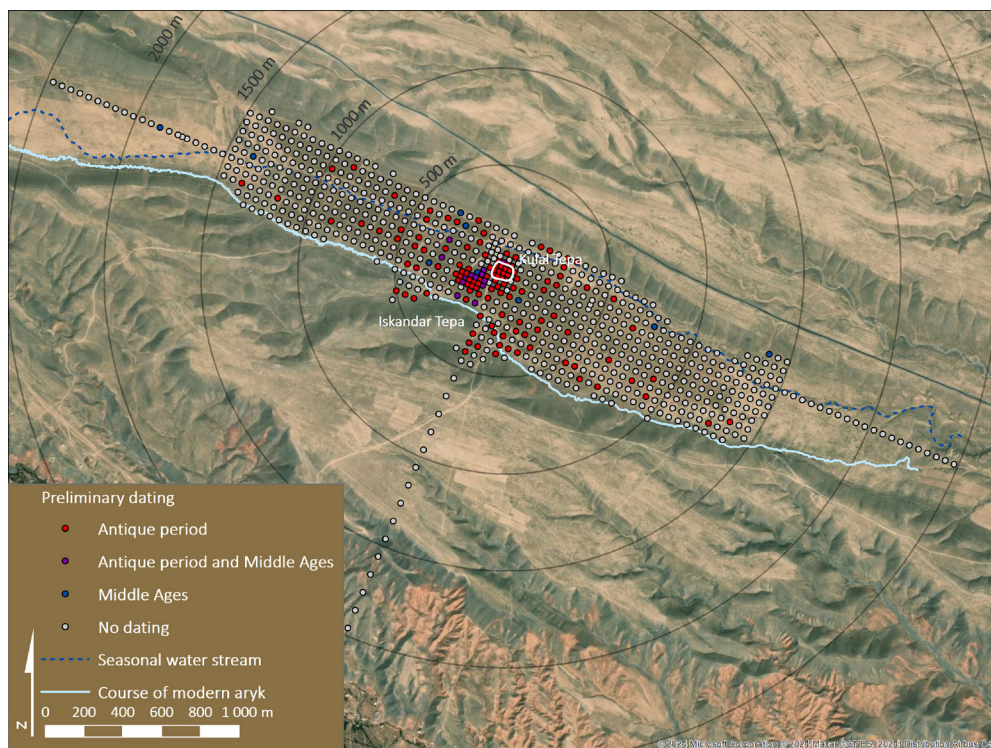 2000 m
1500 m
1000 m
500 m
Kulal Tepa
Iskandar Tepa
Preliminary dating
Antique period
Antique period and Middle Ages
Middle Ages
No dating
Seasonal water stream
Course of modern aryk
0 200 400 600 800 1 000 m
N